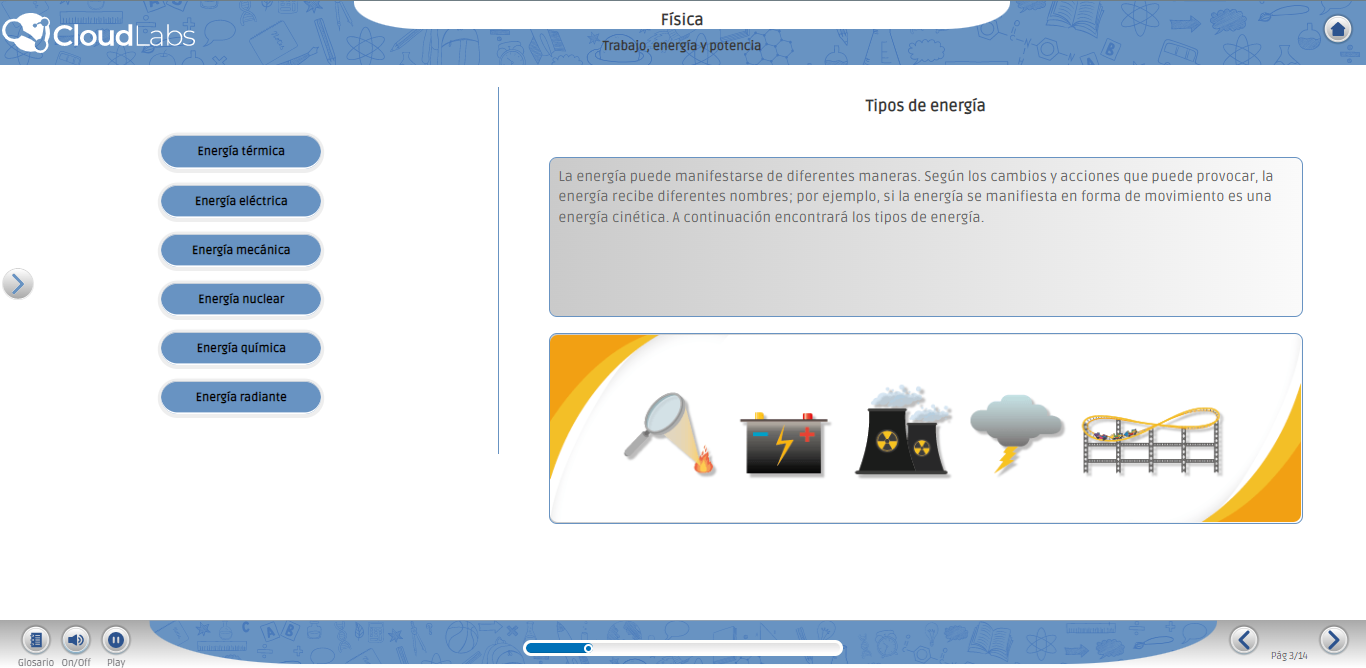 CloudLabs
Física
Trabajo, energía y potencia
Energía térmica
Energía eléctrica
Energía mecánica
Energía nuclear
Energía química
Energía radiante
Tipos de energía
La energía puede manifestarse de diferentes maneras. Según los cambios y acciones que puede provocar, la
energía recibe diferentes nombres; por ejemplo, si la energía se manifiesta en forma de movimiento es una
energía cinética. A continuación encontrará los tipos de energía.
Glosario
On/Off
Play
Pág 3/14